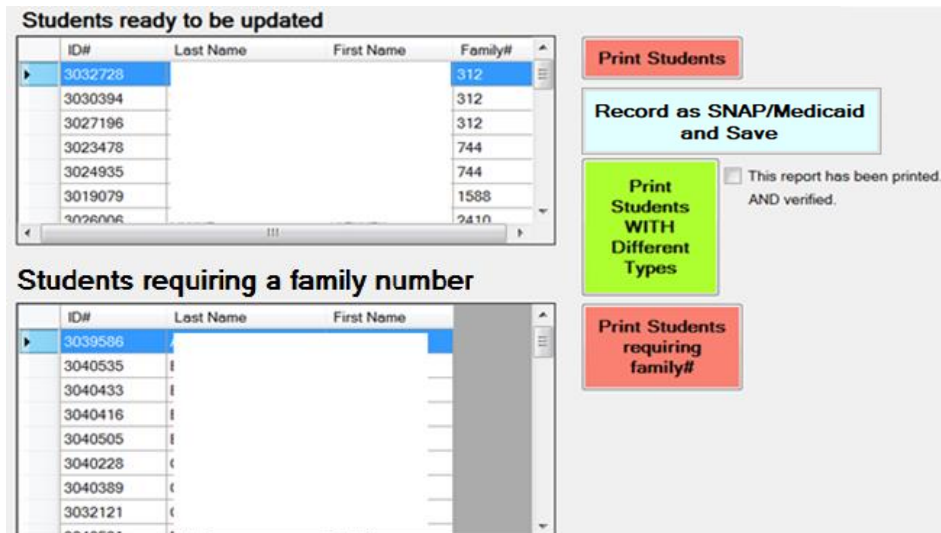 Students ready to be updated
ID# Last Name First Name Family#
3032728 312
3030394 312
3027196 312
3023478 744
3024935 744
3019079 1588
3026006 2410
Print Students
Record as SNAP/Medicaid
and Save
Print
Students
WITH
Different
Types
This report has been printed.
AND verified.
Students requiring a family number
ID# Last Name First Name
3039586
3040535
3040433
3040416
3040505
3040228
3040389
3032121
Print Students
requiring
family#